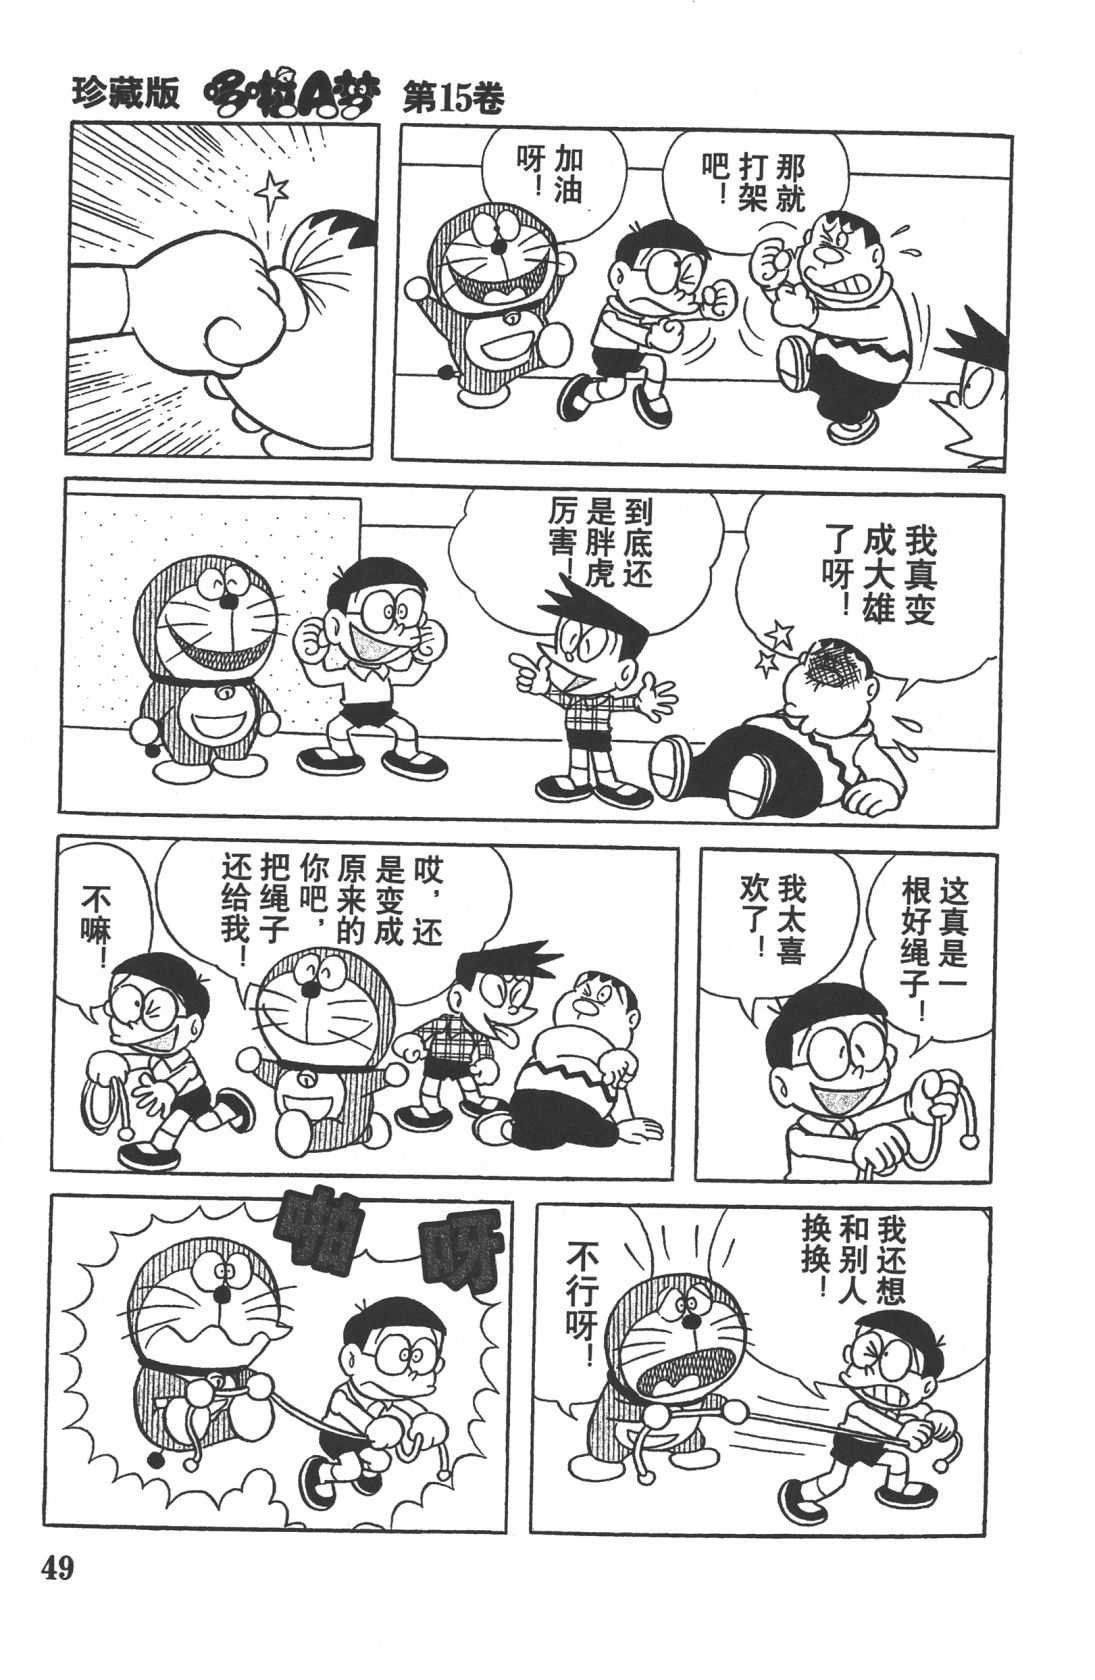 珍藏版 哆啦A梦 第15卷
那就
打架
吧！
加油
呀！
我真变
成大雄
了呀！
到底还
是胖虎
厉害！
这真是一
根好绳子！
我太喜
欢了！
哎，还
是变成
原来的
你吧，
把绳子
还给我！
不嘛！
我还想
和别人
换换！
不行呀！
啪呀
49